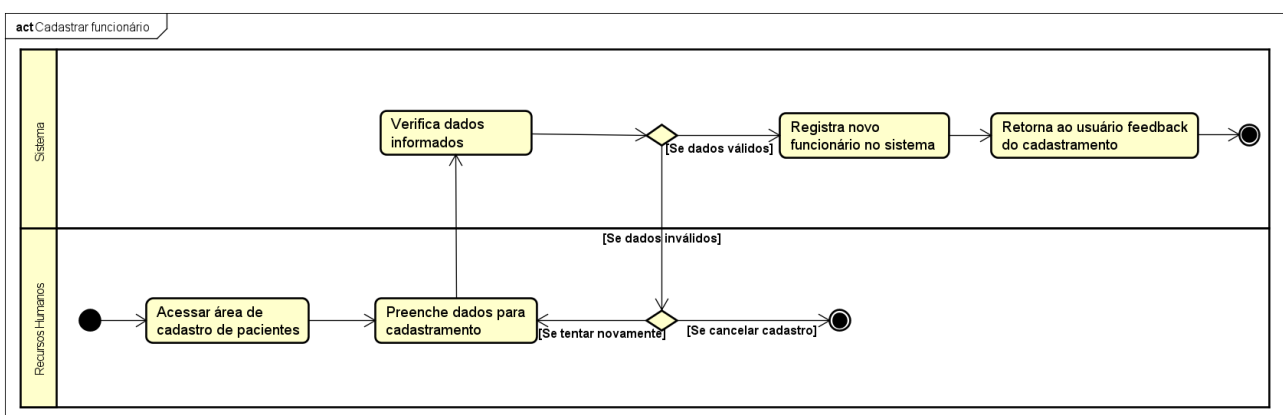 act Cadastrar funcionário
Sistema
Verifica dados
informados
[Se dados válidos]
Registra novo
funcionário no sistema
Retorna ao usuário feedback
do cadastramento
[Se dados inválidos]
Recursos Humanos
Acessar área de
cadastro de pacientes
Preenche dados para
cadastramento
[Se tentar novamente]
[Se cancelar cadastro]